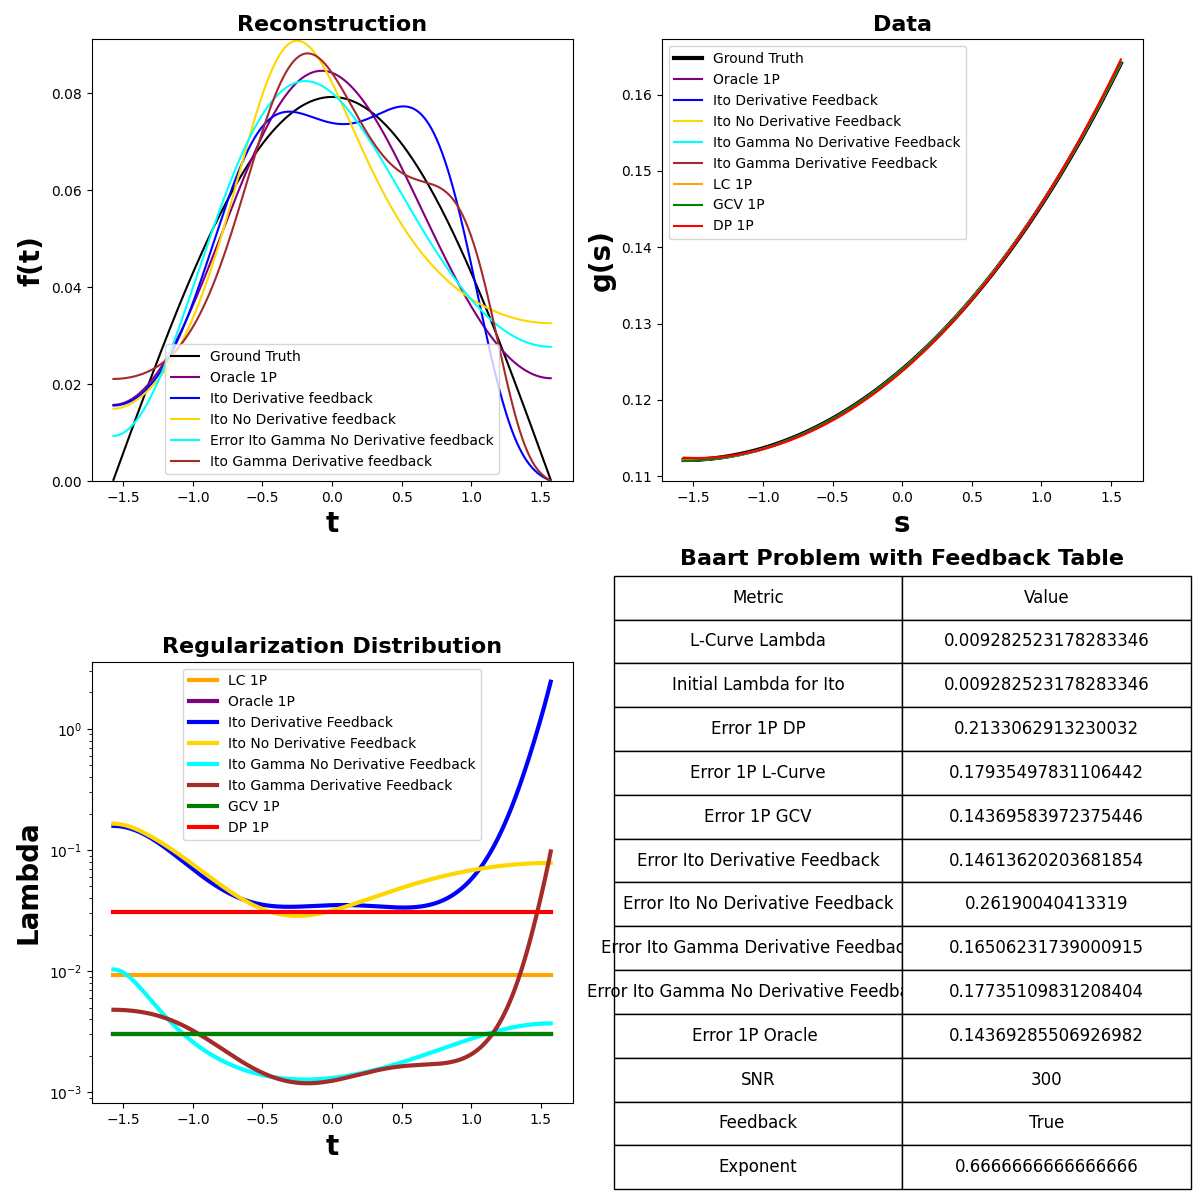 Reconstruction
f(t)
0.08
0.06
0.04
0.02
0.00
Ground Truth
Oracle 1P
Ito Derivative feedback
Ito No Derivative feedback
Error Ito Gamma No Derivative feedback
Ito Gamma Derivative feedback
−1.5 −1.0 −0.5 0.0 0.5 1.0 1.5
t
Data
g(s)
0.16
0.15
0.14
0.13
0.12
0.11
Ground Truth
Oracle 1P
Ito Derivative Feedback
Ito No Derivative Feedback
Ito Gamma No Derivative Feedback
Ito Gamma Derivative Feedback
LC 1P
GCV 1P
DP 1P
−1.5 −1.0 −0.5 0.0 0.5 1.0 1.5
s
Regularization Distribution
Lambda
10⁰
10⁻¹
10⁻²
10⁻³
LC 1P
Oracle 1P
Ito Derivative Feedback
Ito No Derivative Feedback
Ito Gamma No Derivative Feedback
Ito Gamma Derivative Feedback
GCV 1P
DP 1P
−1.5 −1.0 −0.5 0.0 0.5 1.0 1.5
t
Baart Problem with Feedback Table
Metric Value
L-Curve Lambda 0.009282523178283346
Initial Lambda for Ito 0.009282523178283346
Error 1P DP 0.2133062913230032
Error 1P L-Curve 0.17935497831106442
Error 1P GCV 0.14369583972375446
Error Ito Derivative Feedback 0.14613620203681854
Error Ito No Derivative Feedback 0.26190040413319
Error Ito Gamma Derivative Feedbac 0.16506231739000915
Error Ito Gamma No Derivative Feedba 0.17735109831208404
Error 1P Oracle 0.14369285506926982
SNR 300
Feedback True
Exponent 0.6666666666666666